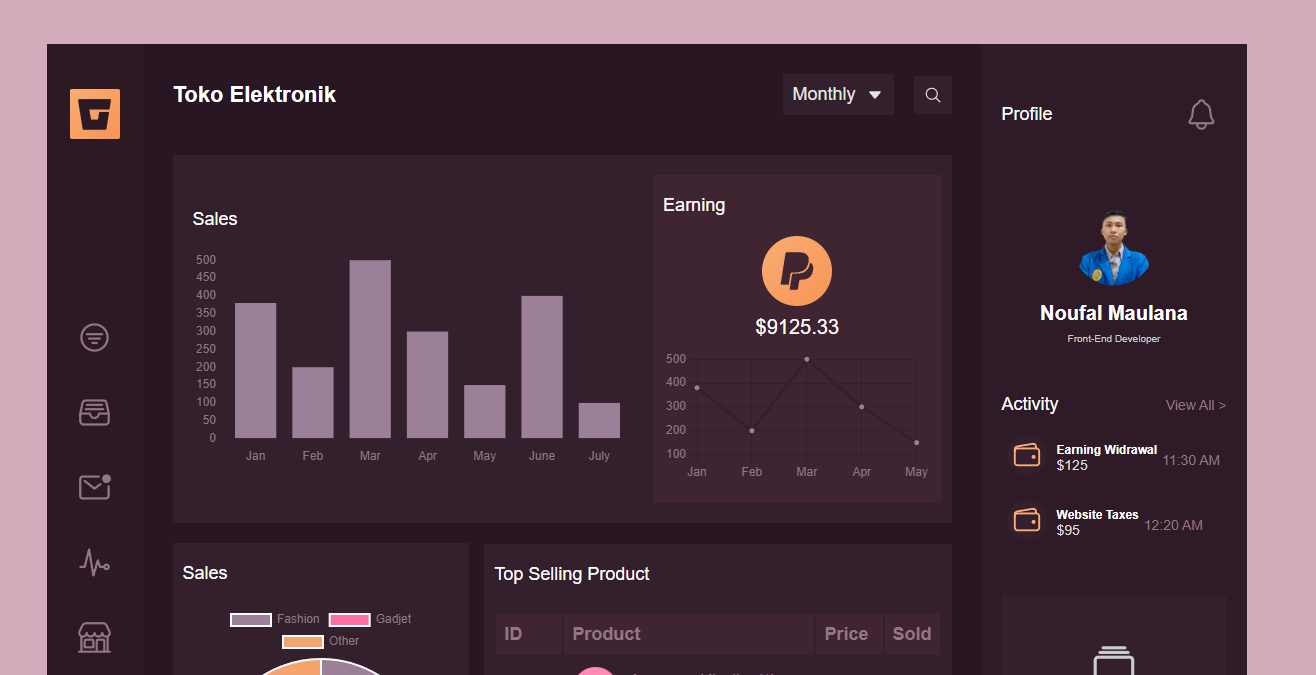 Toko Elektronik
Monthly
Profile
Sales
500
450
400
350
300
250
200
150
100
50
0
Jan Feb Mar Apr May June July
Earning
$9125.33
500
400
300
200
100
Jan Feb Mar Apr May
Noufal Maulana
Front-End Developer
Activity View All >
Earning Widrawal
$125
11:30 AM
Website Taxes
$95
12:20 AM
Sales
Fashion Gadjet
Other
Top Selling Product
ID Product Price Sold